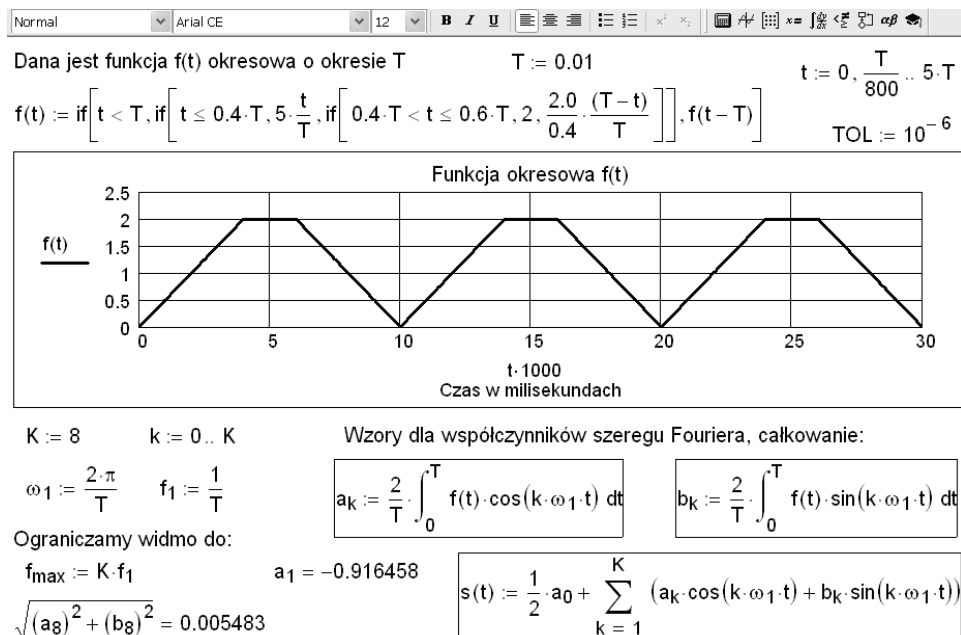 Normal Arial CE 12 B I U
Dana jest funkcja f(t) okresowa o okresie T T := 0.01 t := 0, T/800 .. 5·T
f(t) := if[t < T, if[t ≤ 0.4·T, 5·t/T, if[0.4·T < t ≤ 0.6·T, 2, 2.0/0.4·(T−t)/T]], f(t−T)]
TOL := 10^−6
Funkcja okresowa f(t)
2.5
2
1.5
1
0.5
0
f(t)
0 5 10 15 20 25 30
t·1000
Czas w milisekundach
K := 8 k := 0 .. K Wzory dla współczynników szeregu Fouriera, całkowanie:
ω1 := 2·π/T f1 := 1/T ak := 2/T·∫0^T f(t)·cos(k·ω1·t) dt bk := 2/T·∫0^T f(t)·sin(k·ω1·t) dt
Ograniczamy widmo do:
fmax := K·f1 a1 = −0.916458
√((a8)^2 + (b8)^2) = 0.005483
s(t) := 1/2·a0 + ∑ k = 1 K (ak·cos(k·ω1·t) + bk·sin(k·ω1·t))